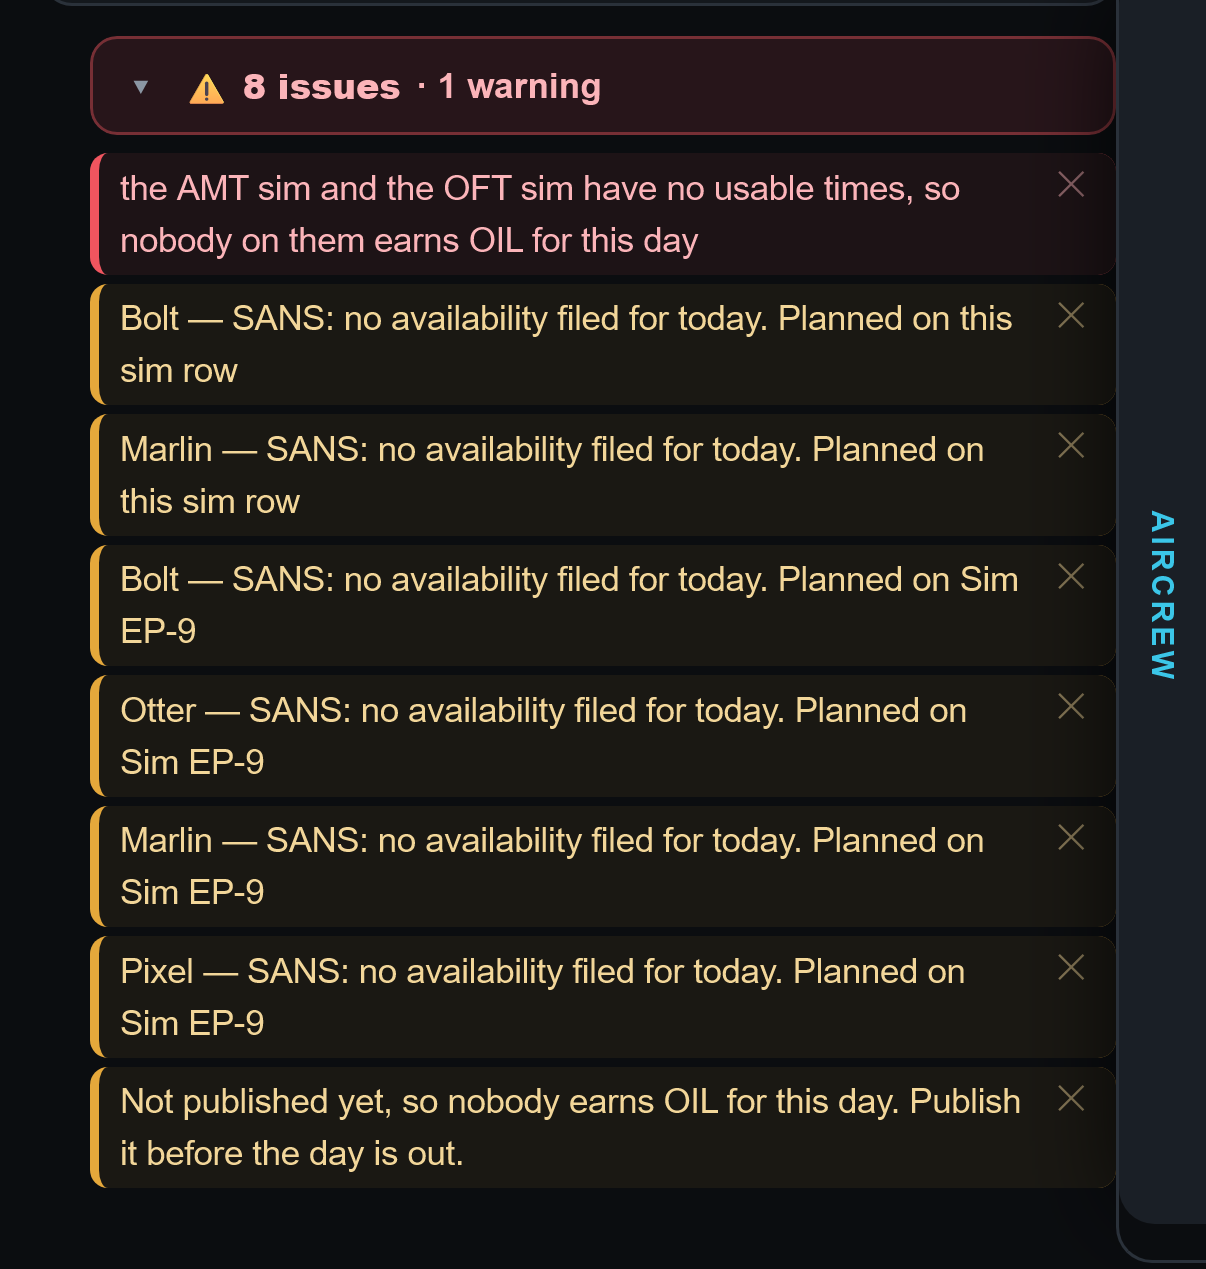 ▼ ⚠️ 8 issues · 1 warning
the AMT sim and the OFT sim have no usable times, so
nobody on them earns OIL for this day
Bolt — SANS: no availability filed for today. Planned on this
sim row
Marlin — SANS: no availability filed for today. Planned on
this sim row
Bolt — SANS: no availability filed for today. Planned on Sim
EP-9
Otter — SANS: no availability filed for today. Planned on
Sim EP-9
Marlin — SANS: no availability filed for today. Planned on
Sim EP-9
Pixel — SANS: no availability filed for today. Planned on
Sim EP-9
Not published yet, so nobody earns OIL for this day. Publish
it before the day is out.
AIRCREW